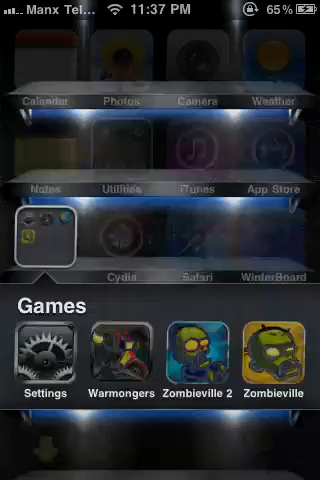 Manx Tel... 11:37 PM 65%
Calendar Photos Camera Weather
Notes Utilities iTunes App Store
Cydia Safari WinterBoard
Games
Settings Warmongers Zombieville 2 Zombieville